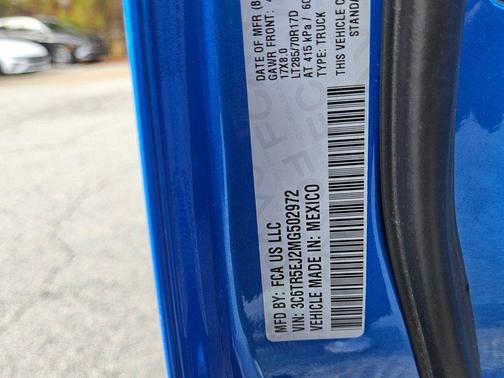 MFD BY: FCA US LLC
VIN: 3C6TR5EJ2MG502972
VEHICLE MADE IN: MEXICO
DATE OF MFR
GAWR FRONT:
17X8.0
LT285/70R17D
AT 415 kPa /
TYPE: TRUCK
THIS VEHICLE
STANDA